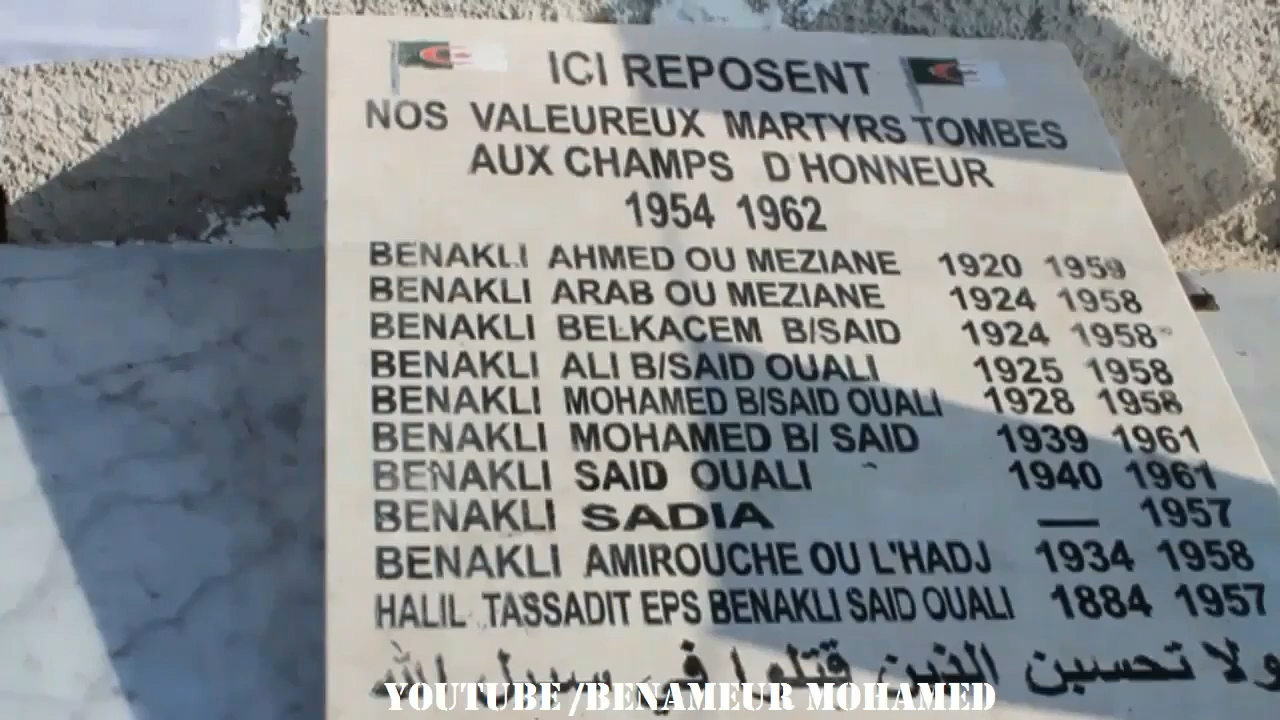 ICI REPOSENT
NOS VALEUREUX MARTYRS TOMBES
AUX CHAMPS D HONNEUR
1954 1962
BENAKLI AHMED OU MEZIANE 1920 1959
BENAKLI ARAB OU MEZIANE 1924 1958
BENAKLI BELKACEM B/SAID 1924 1958
BENAKLI ALI B/SAID OUALI 1925 1958
BENAKLI MOHAMED B/SAID OUALI 1928 1958
BENAKLI MOHAMED B/ SAID 1939 1961
BENAKLI SAID OUALI 1940 1961
BENAKLI SADIA — 1957
BENAKLI AMIROUCHE OU L'HADJ 1934 1958
HALIL TASSADIT EPS BENAKLI SAID OUALI 1884 1957
ولا تحسبن الذين قتلوا في سبيل الله
YOUTUBE /BENAMEUR MOHAMED